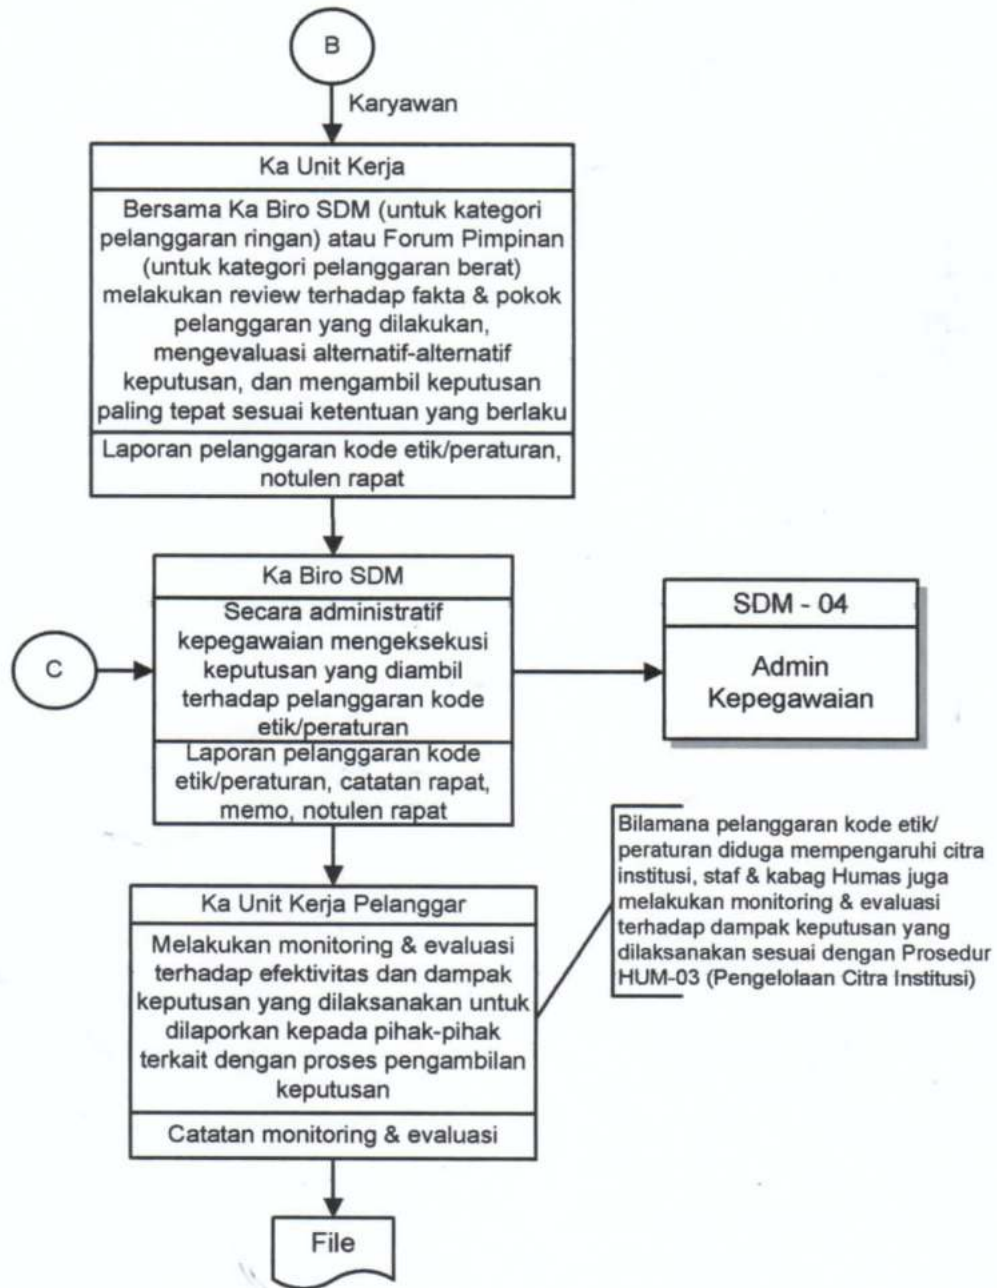 B
Karyawan
Ka Unit Kerja
Bersama Ka Biro SDM (untuk kategori
pelanggaran ringan) atau Forum Pimpinan
(untuk kategori pelanggaran berat)
melakukan review terhadap fakta & pokok
pelanggaran yang dilakukan,
mengevaluasi alternatif-alternatif
keputusan, dan mengambil keputusan
paling tepat sesuai ketentuan yang berlaku
Laporan pelanggaran kode etik/peraturan,
notulen rapat
Ka Biro SDM
Secara administratif
kepegawaian mengeksekusi
keputusan yang diambil
terhadap pelanggaran kode
etik/peraturan
Laporan pelanggaran kode
etik/peraturan, catatan rapat,
memo, notulen rapat
C
SDM - 04
Admin
Kepegawaian
Ka Unit Kerja Pelanggar
Melakukan monitoring & evaluasi
terhadap efektivitas dan dampak
keputusan yang dilaksanakan untuk
dilaporkan kepada pihak-pihak
terkait dengan proses pengambilan
keputusan
Catatan monitoring & evaluasi
Bilamana pelanggaran kode etik/
peraturan diduga mempengaruhi citra
institusi, staf & kabag Humas juga
melakukan monitoring & evaluasi
terhadap dampak keputusan yang
dilaksanakan sesuai dengan Prosedur
HUM-03 (Pengelolaan Citra Institusi)
File